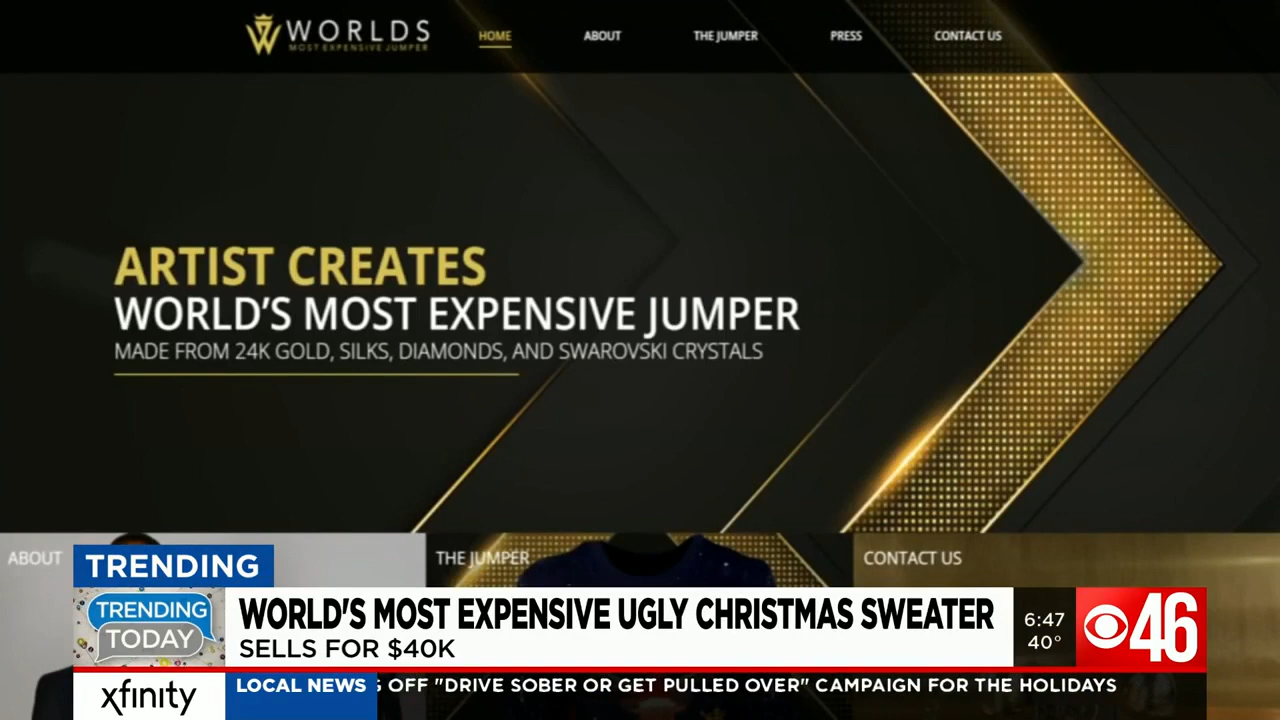 WORLDS
MOST EXPENSIVE JUMPER
HOME ABOUT THE JUMPER PRESS CONTACT US
ARTIST CREATES
WORLD'S MOST EXPENSIVE JUMPER
MADE FROM 24K GOLD, SILKS, DIAMONDS, AND SWAROVSKI CRYSTALS
ABOUT THE JUMPER CONTACT US
TRENDING
TRENDING
TODAY
WORLD'S MOST EXPENSIVE UGLY CHRISTMAS SWEATER
SELLS FOR $40K
6:47
40°
46
xfinity
LOCAL NEWS OFF "DRIVE SOBER OR GET PULLED OVER" CAMPAIGN FOR THE HOLIDAYS